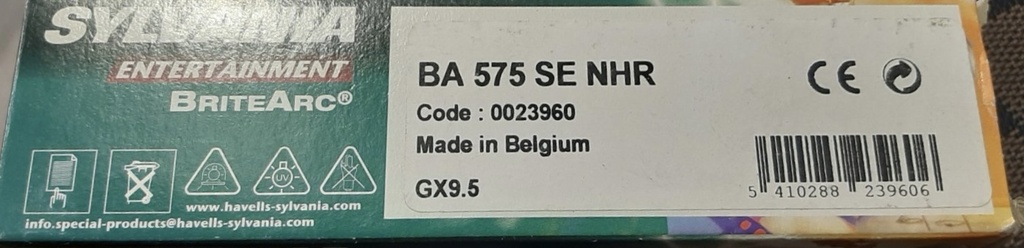 SYLVANIA
ENTERTAINMENT
BRITEARC®
UV
www.havells-sylvania.com
info.special-products@havells-sylvania.com
BA 575 SE NHR
Code : 0023960
Made in Belgium
GX9.5
CE
5 410288 239606